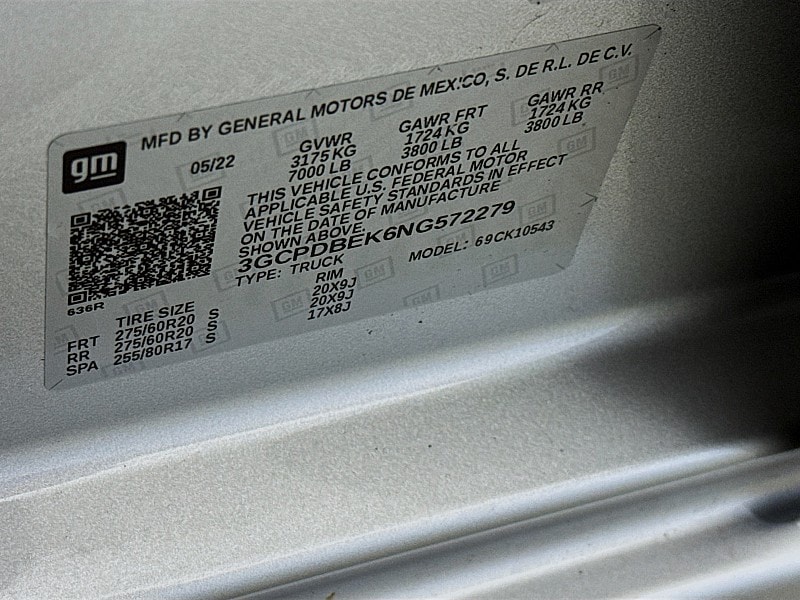 MFD BY GENERAL MOTORS DE MEXICO, S. DE R.L. DE C.V.
gm
05/22
GVWR GAWR FRT GAWR RR
3175 KG 1724 KG 1724 KG
7000 LB 3800 LB 3800 LB
THIS VEHICLE CONFORMS TO ALL
APPLICABLE U.S. FEDERAL MOTOR
VEHICLE SAFETY STANDARDS IN EFFECT
ON THE DATE OF MANUFACTURE
SHOWN ABOVE.
3GCPDBEK6NG572279
TYPE: TRUCK MODEL: 69CK10543
636R
TIRE SIZE RIM
FRT 275/60R20 S 20X9J
RR 275/60R20 S 20X9J
SPA 255/80R17 S 17X8J